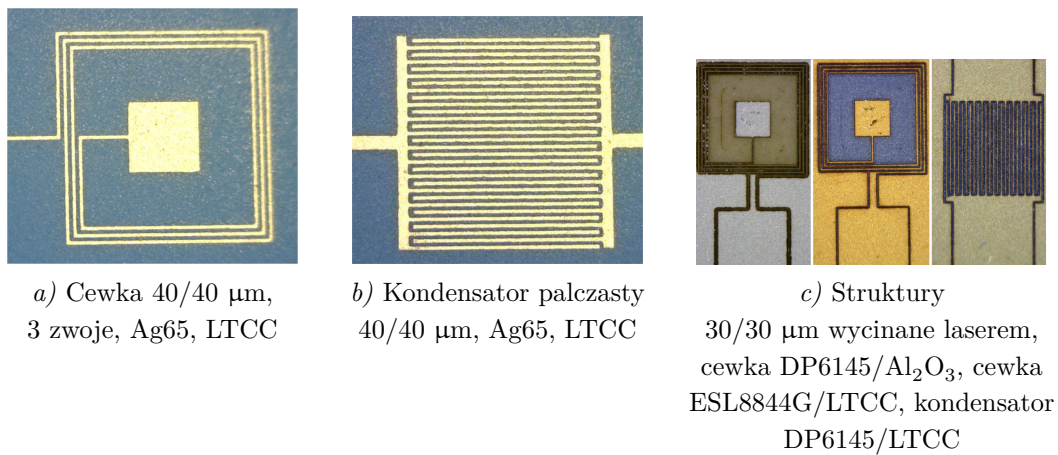 a) Cewka 40/40 μm,
3 zwoje, Ag65, LTCC
b) Kondensator palczasty
40/40 μm, Ag65, LTCC
c) Struktury
30/30 μm wycinane laserem,
cewka DP6145/Al₂O₃, cewka
ESL8844G/LTCC, kondensator
DP6145/LTCC